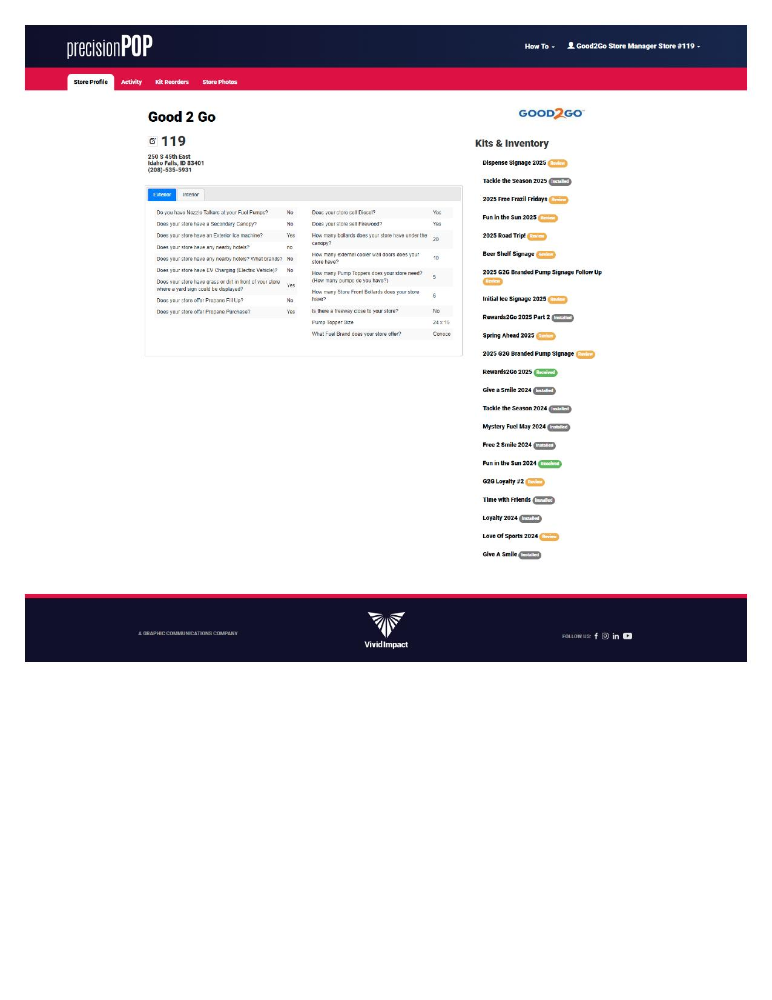 precisionPOP
How To
Good2Go Store Manager Store #119
Store Profile
Activity
Kit Reorders
Store Photos
Good 2 Go
119
250 S 45th East
Idaho Falls, ID 83401
(208)-535-5931
Exterior
Interior
Do you have Nozzle Talkers at your Fuel Pumps? No
Does your store have a Secondary Canopy? No
Does your store have an Exterior Ice machine? Yes
Does your store have any nearby hotels? no
Does your store have any nearby hotels? What brands? No
Does your store have EV Charging (Electric Vehicle)? No
Does your store have grass or dirt in front of your store
where a yard sign could be displayed? Yes
Does your store offer Propane Fill Up? No
Does your store offer Propane Purchase? Yes
Does your store sell Diesel? Yes
Does your store sell Firewood? Yes
How many bollards does your store have under the
canopy? 20
How many external cooler wall doors does your
store have? 10
How many Pump Toppers does your store need?
(How many pumps do you have?) 5
How many Store Front Bollards does your store
have? 6
Is there a freeway close to your store? No
Pump Topper Size 24 x 15
What Fuel Brand does your store offer? Conoco
GOOD2GO
Kits & Inventory
Dispense Signage 2025 Review
Tackle the Season 2025 Installed
2025 Free Frazil Fridays Review
Fun in the Sun 2025 Review
2025 Road Trip! Review
Beer Shelf Signage Review
2025 G2G Branded Pump Signage Follow Up
Review
Initial Ice Signage 2025 Review
Rewards2Go 2025 Part 2 Installed
Spring Ahead 2025 Review
2025 G2G Branded Pump Signage Review
Rewards2Go 2025 Received
Give a Smile 2024 Installed
Tackle the Season 2024 Installed
Mystery Fuel May 2024 Installed
Free 2 Smile 2024 Installed
Fun in the Sun 2024 Received
G2G Loyalty #2 Review
Time with Friends Installed
Loyalty 2024 Installed
Love Of Sports 2024 Review
Give A Smile Installed
A GRAPHIC COMMUNICATIONS COMPANY
Vivid Impact
FOLLOW US: